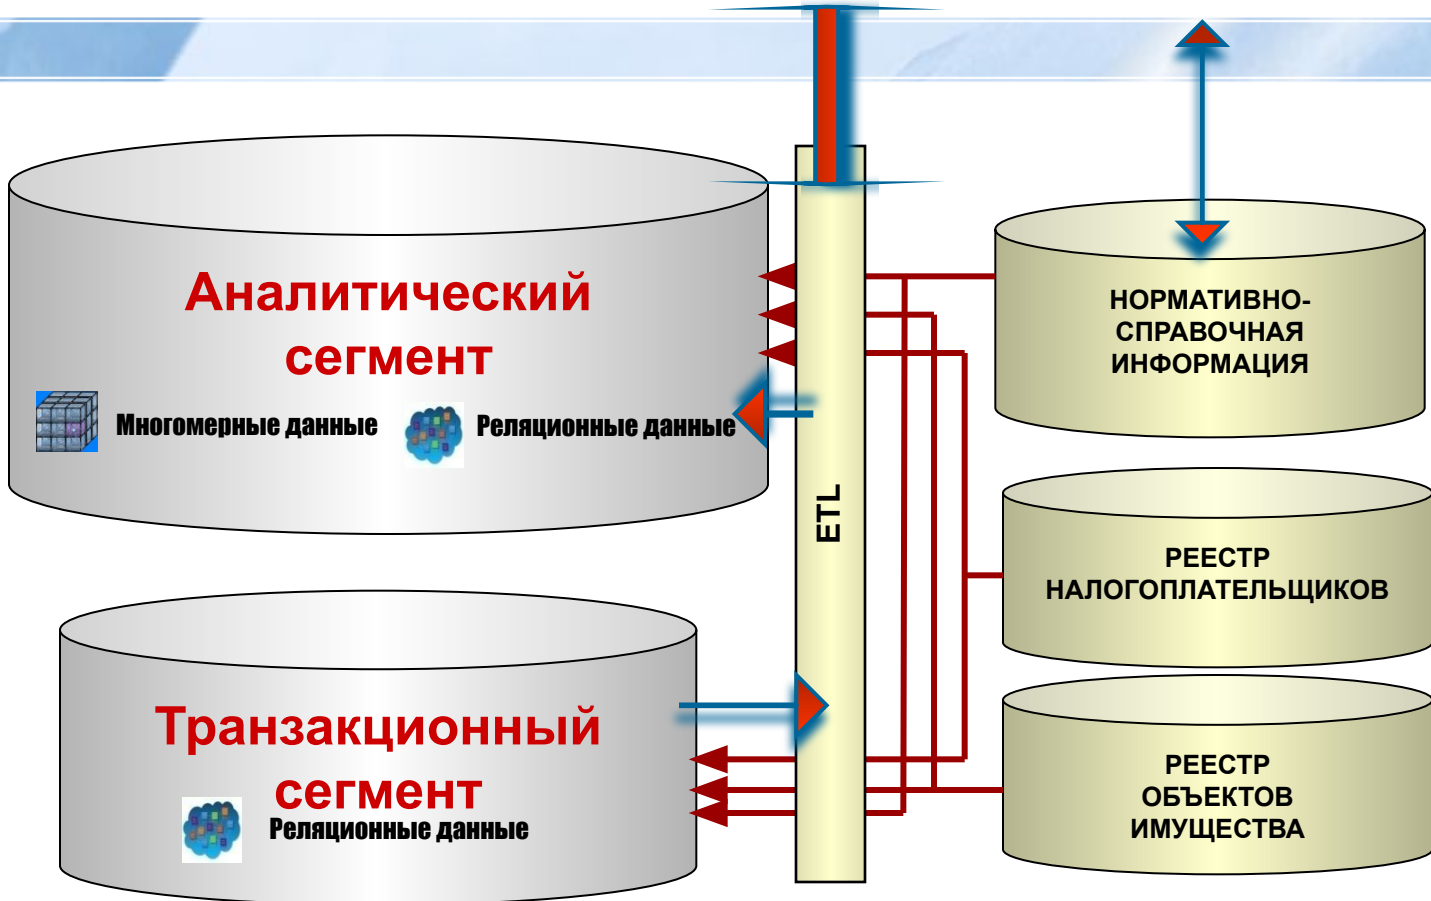 Аналитический
сегмент
Многомерные данные
Реляционные данные
Транзакционный
сегмент
Реляционные данные
ETL
НОРМАТИВНО-
СПРАВОЧНАЯ
ИНФОРМАЦИЯ
РЕЕСТР
НАЛОГОПЛАТЕЛЬЩИКОВ
РЕЕСТР
ОБЪЕКТОВ
ИМУЩЕСТВА